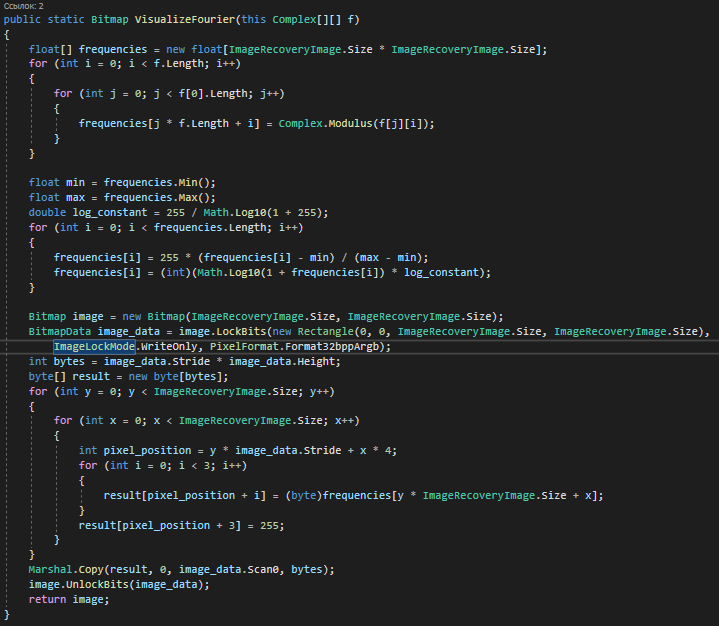 Ссылок: 2
public static Bitmap VisualizeFourier(this Complex[][] f)
{
    float[] frequencies = new float[ImageRecoveryImage.Size * ImageRecoveryImage.Size];
    for (int i = 0; i < f.Length; i++)
    {
        for (int j = 0; j < f[0].Length; j++)
        {
            frequencies[j * f.Length + i] = Complex.Modulus(f[j][i]);
        }
    }

    float min = frequencies.Min();
    float max = frequencies.Max();
    double log_constant = 255 / Math.Log10(1 + 255);
    for (int i = 0; i < frequencies.Length; i++)
    {
        frequencies[i] = 255 * (frequencies[i] - min) / (max - min);
        frequencies[i] = (int)(Math.Log10(1 + frequencies[i]) * log_constant);
    }

    Bitmap image = new Bitmap(ImageRecoveryImage.Size, ImageRecoveryImage.Size);
    BitmapData image_data = image.LockBits(new Rectangle(0, 0, ImageRecoveryImage.Size, ImageRecoveryImage.Size),
        ImageLockMode.WriteOnly, PixelFormat.Format32bppArgb);
    int bytes = image_data.Stride * image_data.Height;
    byte[] result = new byte[bytes];
    for (int y = 0; y < ImageRecoveryImage.Size; y++)
    {
        for (int x = 0; x < ImageRecoveryImage.Size; x++)
        {
            int pixel_position = y * image_data.Stride + x * 4;
            for (int i = 0; i < 3; i++)
            {
                result[pixel_position + i] = (byte)frequencies[y * ImageRecoveryImage.Size + x];
            }
            result[pixel_position + 3] = 255;
        }
    }
    Marshal.Copy(result, 0, image_data.Scan0, bytes);
    image.UnlockBits(image_data);
    return image;
}